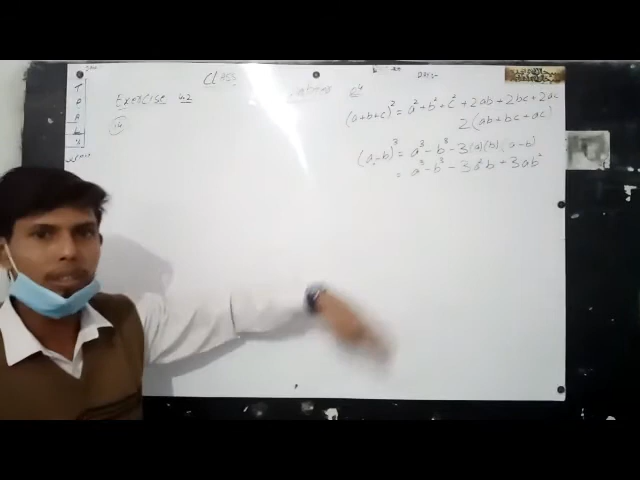 CLASS
Exercise 4.2
(a+b+c)² = a²+b²+c²+2ab+2bc+2ac
2(ab+bc+ac)
(a-b)³ = a³-b³-3(a)(b)(a-b)
= a³-b³-3a²b+3ab²